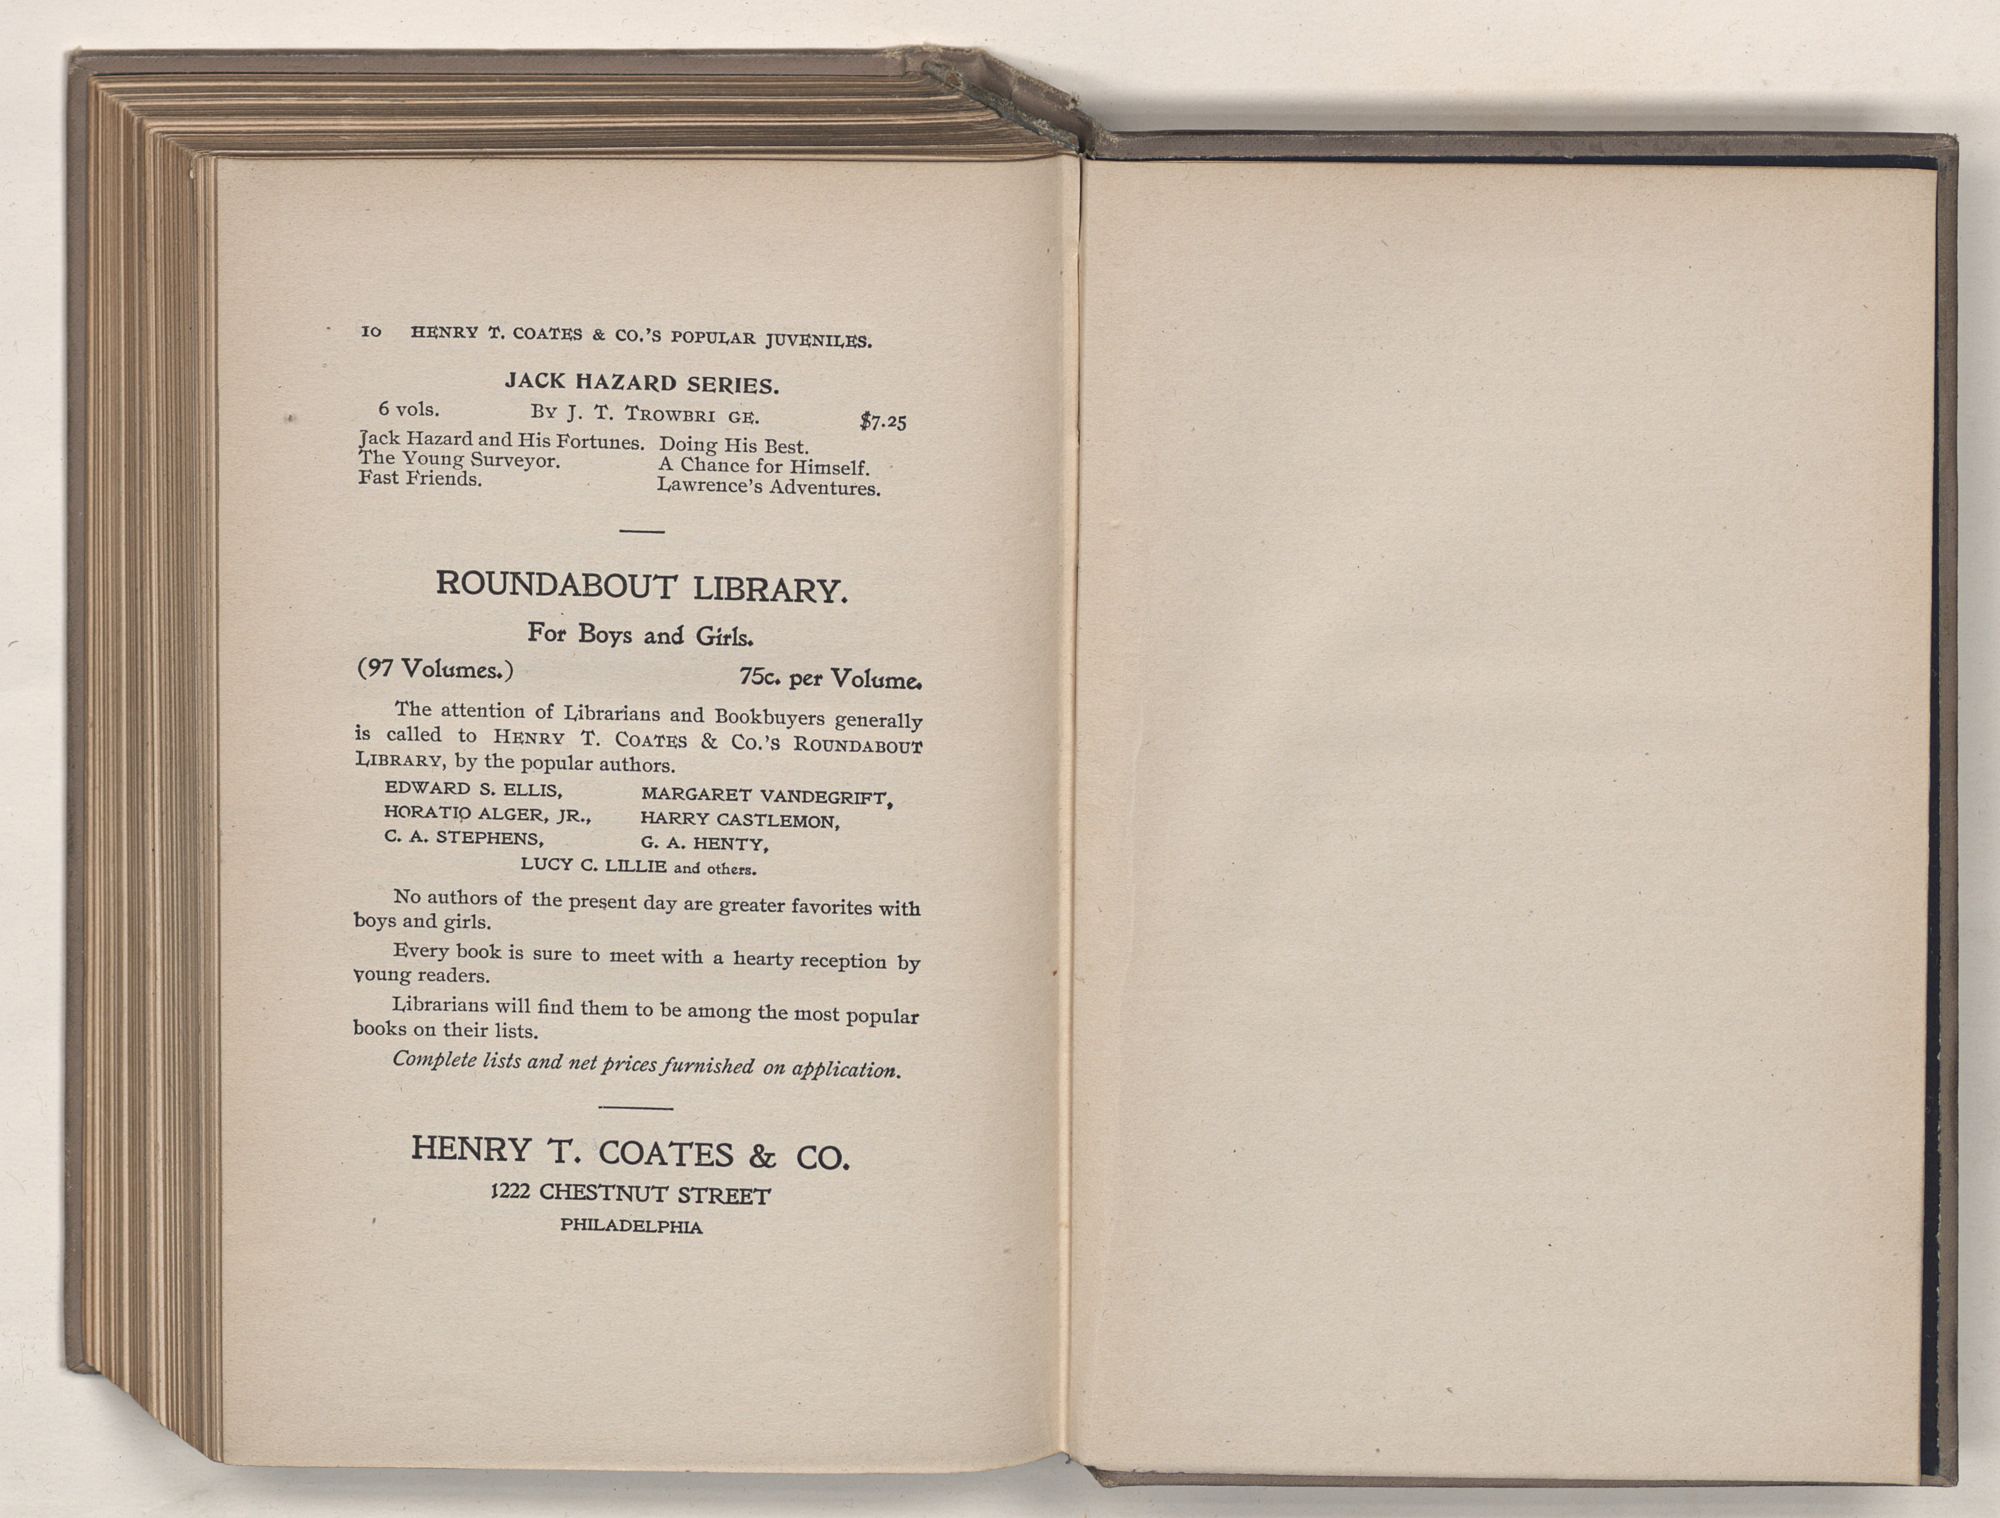 10 HENRY T. COATES & CO.'S POPULAR JUVENILES.
JACK HAZARD SERIES.
6 vols. BY J. T. TROWBRI GE. $7.25
Jack Hazard and His Fortunes. Doing His Best.
The Young Surveyor. A Chance for Himself.
Fast Friends. Lawrence's Adventures.
ROUNDABOUT LIBRARY.
For Boys and Girls.
(97 Volumes.) 75c. per Volume.
The attention of Librarians and Bookbuyers generally
is called to HENRY T. COATES & CO.'S ROUNDABOUT
LIBRARY, by the popular authors.
EDWARD S. ELLIS, MARGARET VANDEGRIFT,
HORATIO ALGER, JR., HARRY CASTLEMON,
C. A. STEPHENS, G. A. HENTY,
LUCY C. LILLIE and others.
No authors of the present day are greater favorites with
boys and girls.
Every book is sure to meet with a hearty reception by
young readers.
Librarians will find them to be among the most popular
books on their lists.
Complete lists and net prices furnished on application.
HENRY T. COATES & CO.
1222 CHESTNUT STREET
PHILADELPHIA